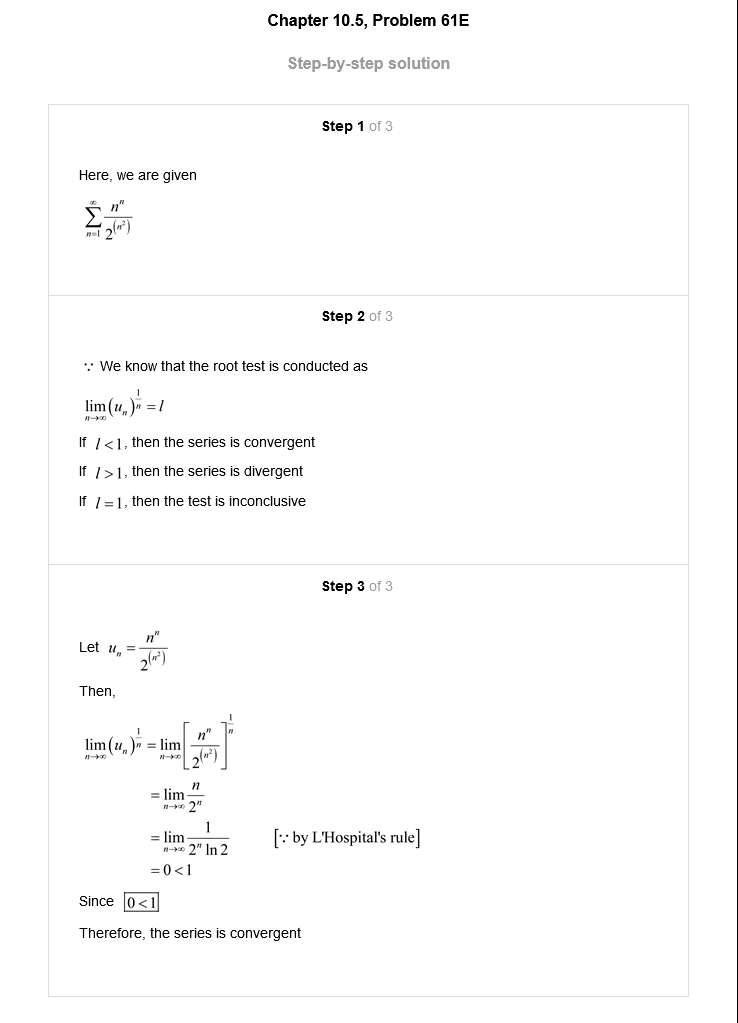 Chapter 10.5, Problem 61E
Step-by-step solution
Step 1 of 3
Here, we are given
$\sum_{n=1}^{\infty} \frac{n^n}{2^{(n^2)}}$
Step 2 of 3
∵ We know that the root test is conducted as
$\lim_{n \to \infty} (u_n)^{\frac{1}{n}} = l$
If $l < 1$, then the series is convergent
If $l > 1$, then the series is divergent
If $l = 1$, then the test is inconclusive
Step 3 of 3
Let $u_n = \frac{n^n}{2^{(n^2)}}$
Then,
$\lim_{n \to \infty} (u_n)^{\frac{1}{n}} = \lim_{n \to \infty} \left[ \frac{n^n}{2^{(n^2)}} \right]^{\frac{1}{n}}$
$= \lim_{n \to \infty} \frac{n}{2^n}$
$= \lim_{n \to \infty} \frac{1}{2^n \ln 2}$ [∵ by L'Hospital's rule]
$= 0 < 1$
Since $\boxed{0 < 1}$
Therefore, the series is convergent